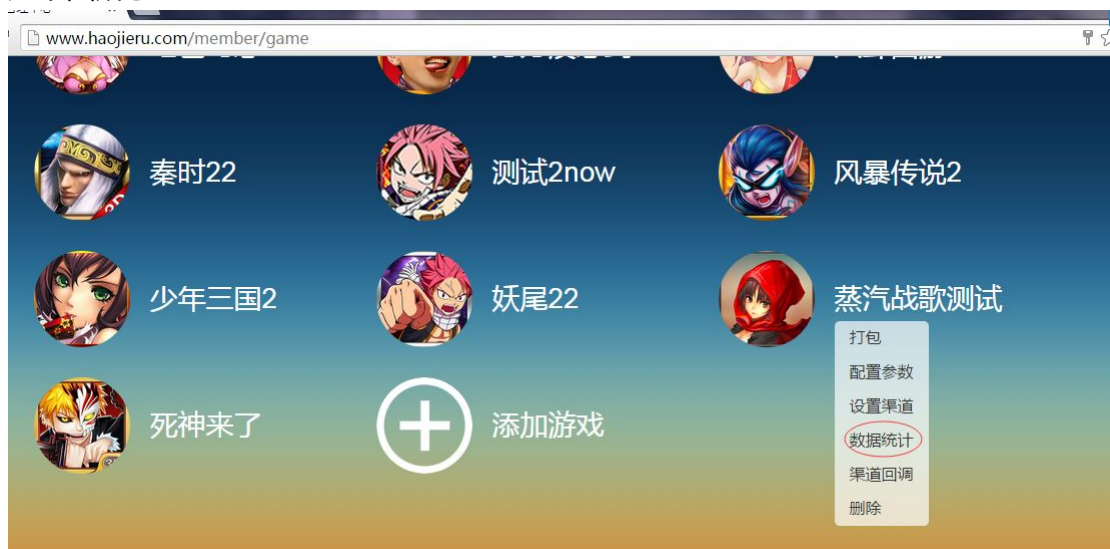 www.haojieru.com/member/game
秦时22
测试2now
风暴传说2
少年三国2
妖尾22
蒸汽战歌测试
打包
配置参数
设置渠道
数据统计
渠道回调
删除
死神来了
添加游戏